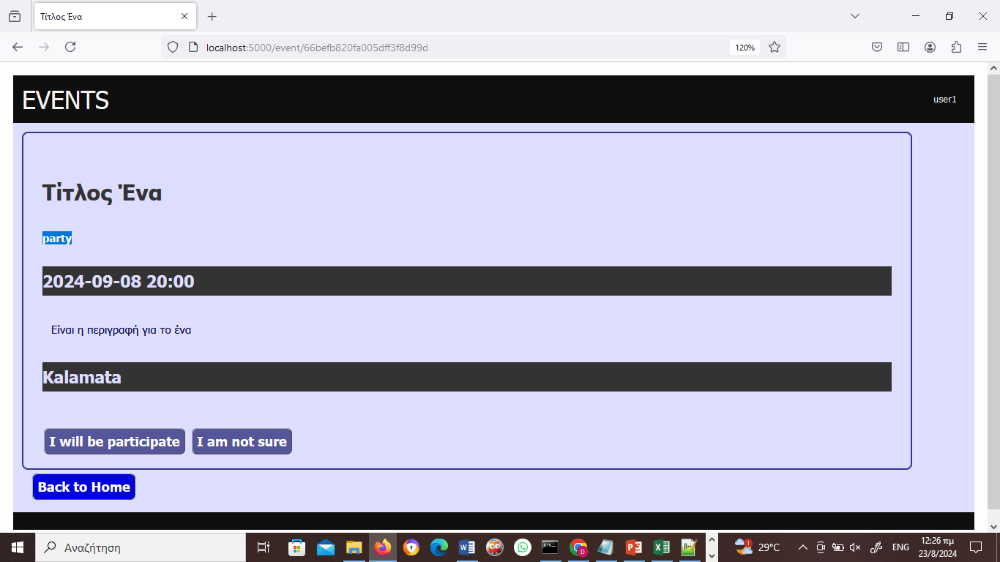 Τίτλος Ένα
localhost:5000/event/66befb820fa005dff3f8d99d
120%
EVENTS
user1
Τίτλος Ένα
party
2024-09-08 20:00
Είναι η περιγραφή για το ένα
Kalamata
I will be participate
I am not sure
Back to Home
Αναζήτηση
29°C
ENG
12:26 πμ
23/8/2024